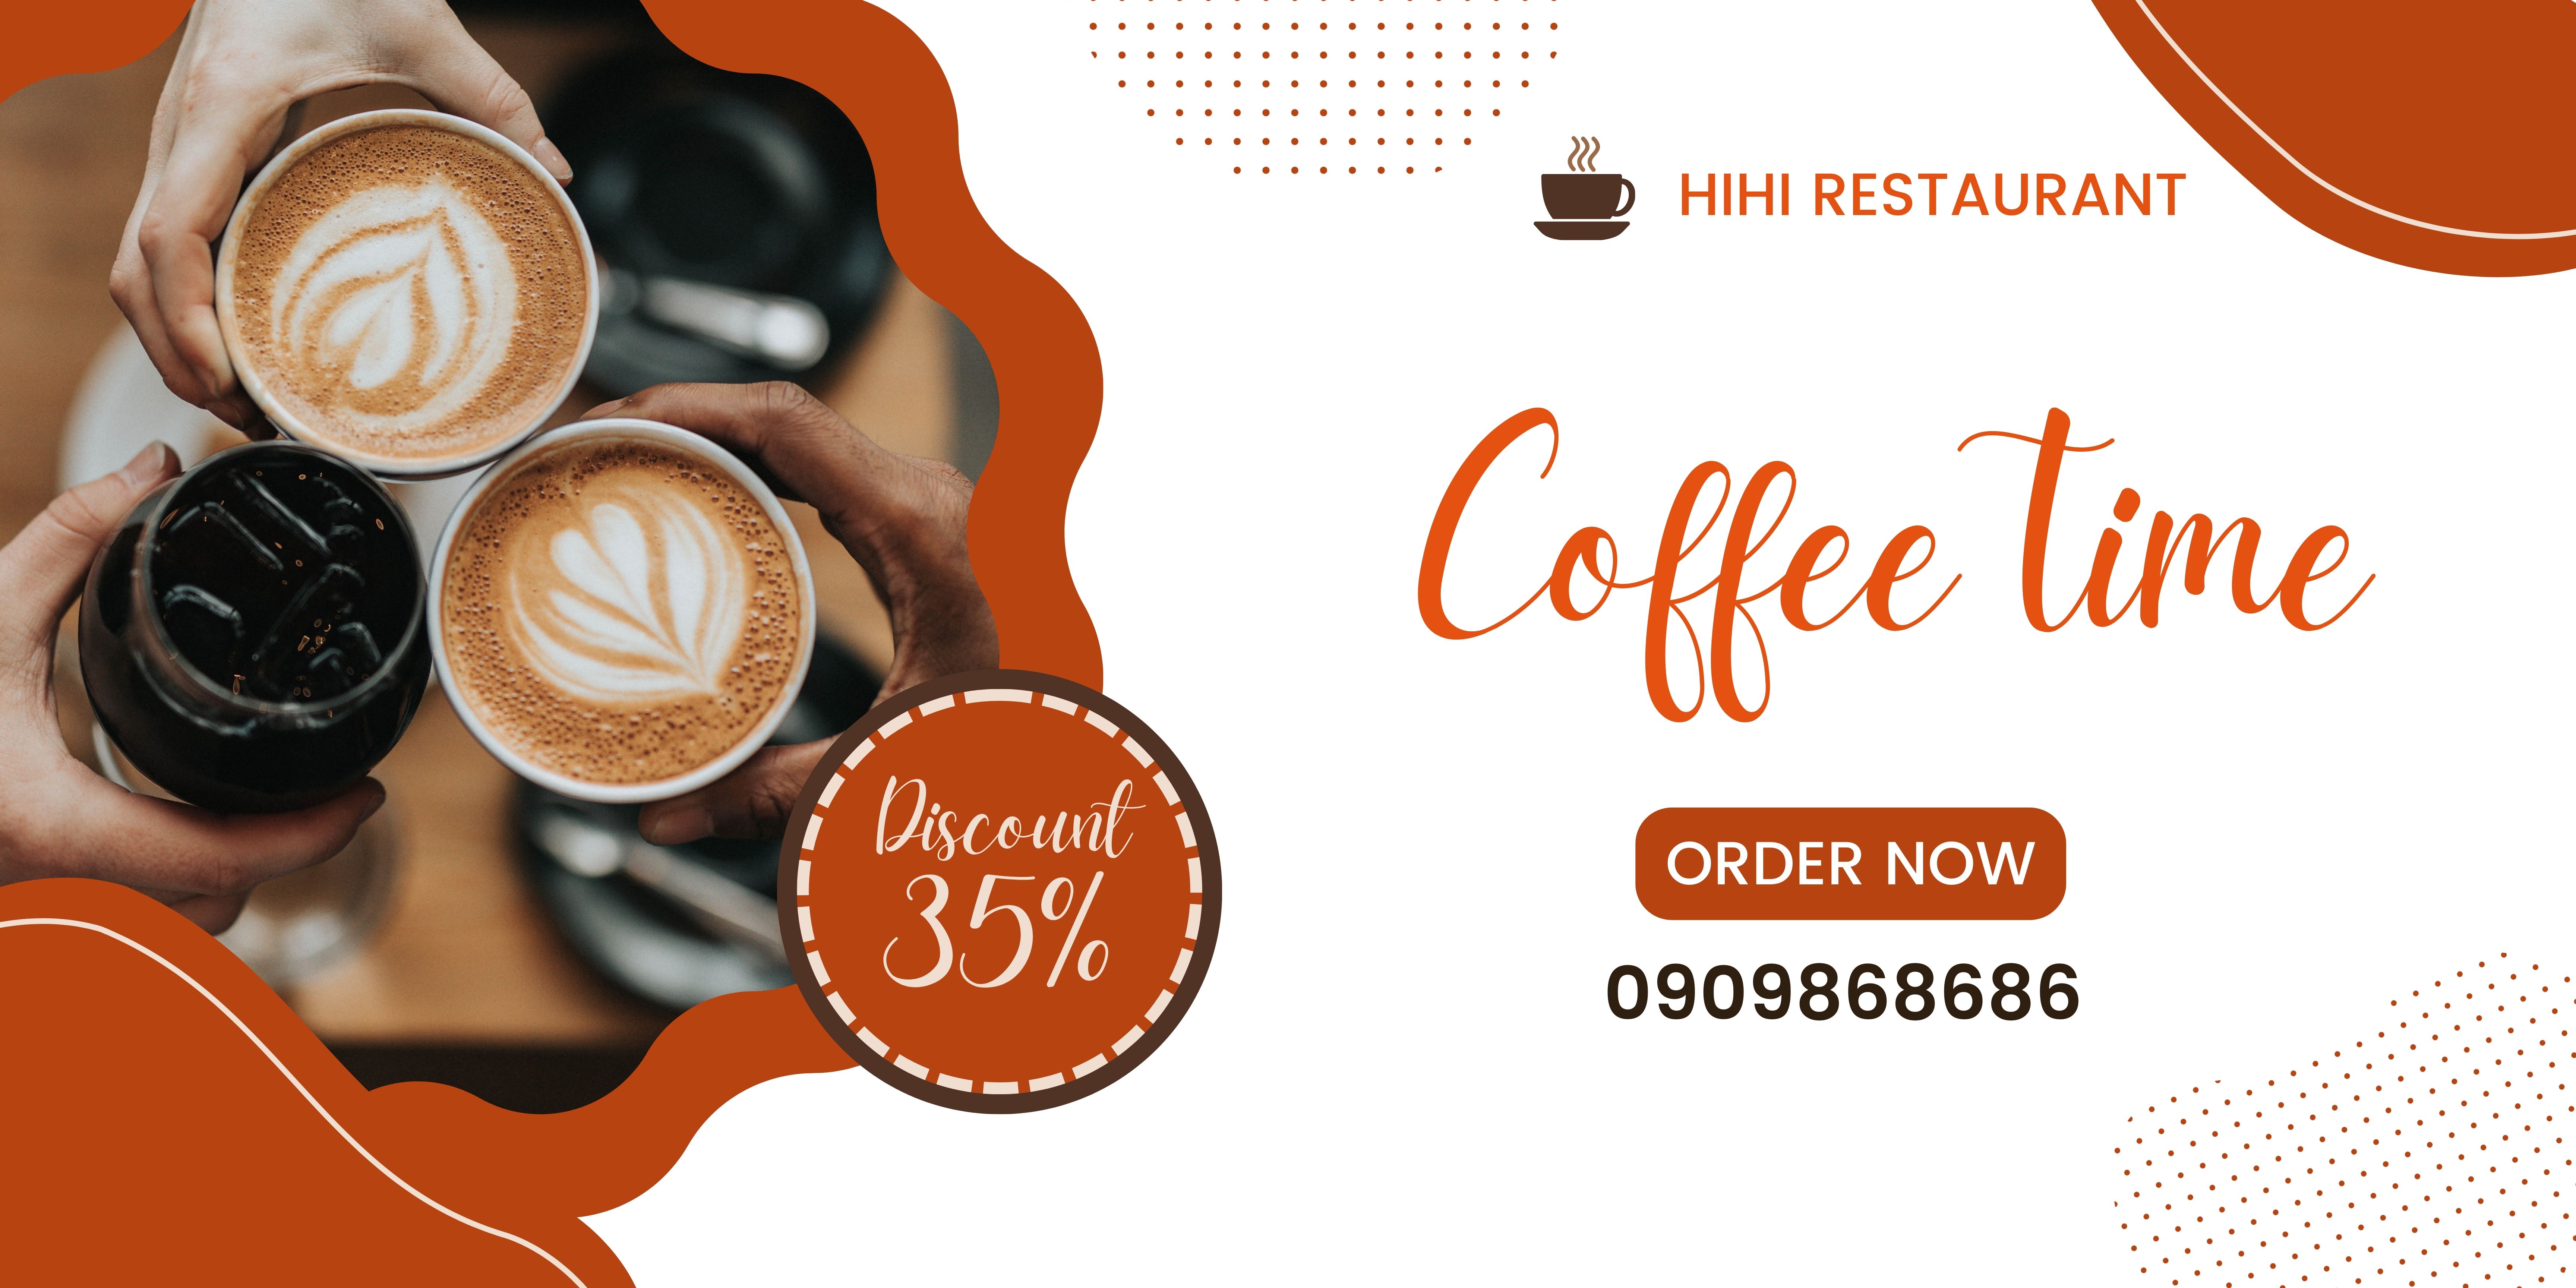 HIHI RESTAURANT
Coffee time
Discount
35%
ORDER NOW
0909868686